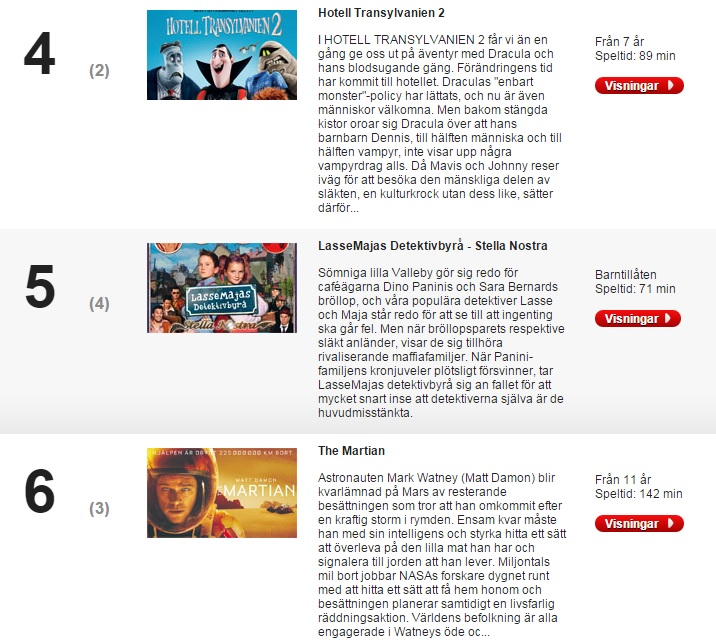 4
(2)
HOTELL TRANSYLVANIEN 2
Hotell Transylvanien 2
I HOTELL TRANSYLVANIEN 2 får vi än en
gång ge oss ut på äventyr med Dracula och
hans blodsugande gäng. Förändringens tid
har kommit till hotellet. Draculas "enbart
monster"-policy har lättats, och nu är även
människor välkomna. Men bakom stängda
kistor oroar sig Dracula över att hans
barnbarn Dennis, till hälften människa och till
hälften vampyr, inte visar upp några
vampyrdrag alls. Då Mavis och Johnny reser
iväg för att besöka den mänskliga delen av
släkten, en kulturkrock utan dess like, sätter
därför...
Från 7 år
Speltid: 89 min
Visningar
5
(4)
LASSEMAJAS
DETEKTIVBYRÅ
Stella Nostra
LasseMajas Detektivbyrå - Stella Nostra
Sömniga lilla Valleby gör sig redo för
caféägarna Dino Paninis och Sara Bernards
bröllop, och våra populära detektiver Lasse
och Maja står redo för att se till att ingenting
ska går fel. Men när bröllopsparets respektive
släkt anländer, visar de sig tillhöra
rivaliserande maffiafamiljer. När Panini-
familjens kronjuveler plötsligt försvinner, tar
LasseMajas detektivbyrå sig an fallet för att
mycket snart inse att detektiverna själva är de
huvudmisstänkta.
Barntillåten
Speltid: 71 min
Visningar
6
(3)
HJÄLPEN ÄR OBEFINTLIG 225 000 000 KM BORT.
MATT DAMON
THE MARTIAN
The Martian
Astronauten Mark Watney (Matt Damon) blir
kvarlämnad på Mars av resterande
besättningen som tror att han omkommit efter
en kraftig storm i rymden. Ensam kvar måste
han med sin intelligens och styrka hitta ett sätt
att överleva på den lilla mat han har och
signalera till jorden att han lever. Miljontals
mil bort jobbar NASAs forskare dygnet runt
med att hitta ett sätt att få hem honom och
besättningen planerar samtidigt en livsfarlig
räddningsaktion. Världens befolkning är alla
engagerade i Watneys öde oc...
Från 11 år
Speltid: 142 min
Visningar